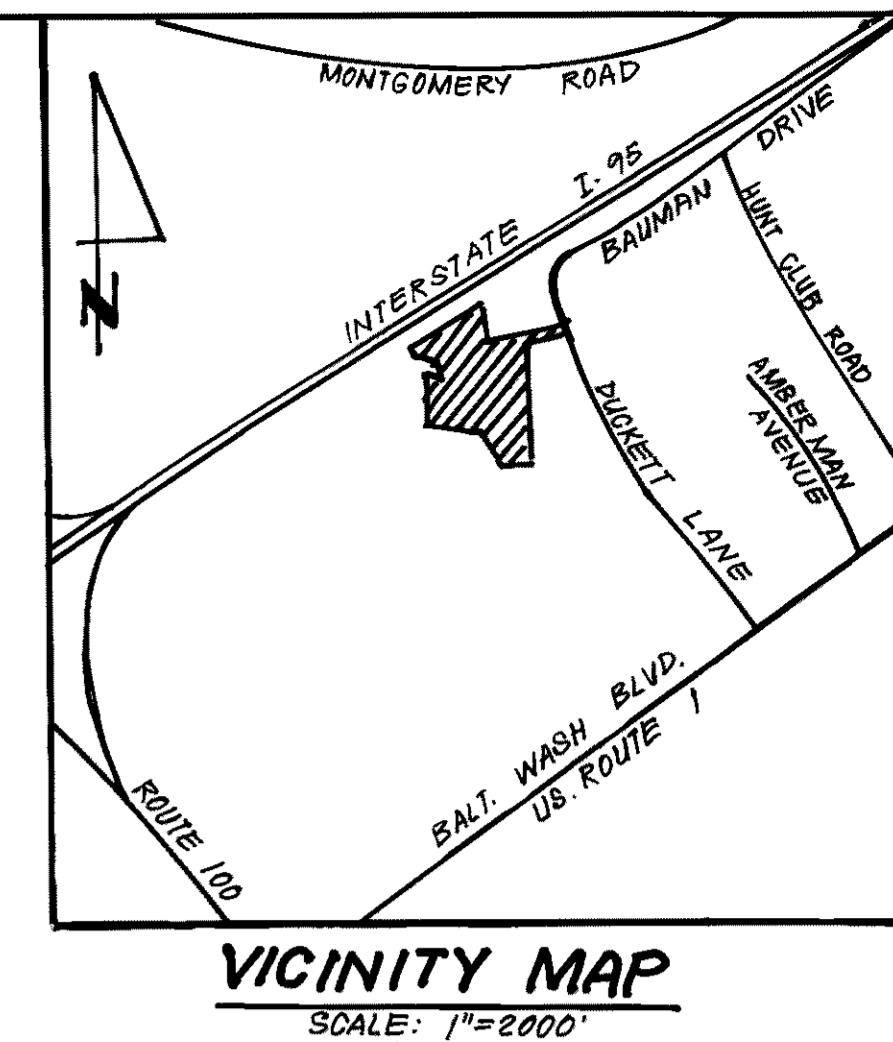 MONTGOMERY ROAD
INTERSTATE I-95
BAUMAN DRIVE
HUNT CLUB ROAD
N
AMBERMAN
AVENUE
DUCKETT LANE
BALT. WASH BLVD.
US. ROUTE 1
ROUTE 100
VICINITY MAP
SCALE: 1"=2000'